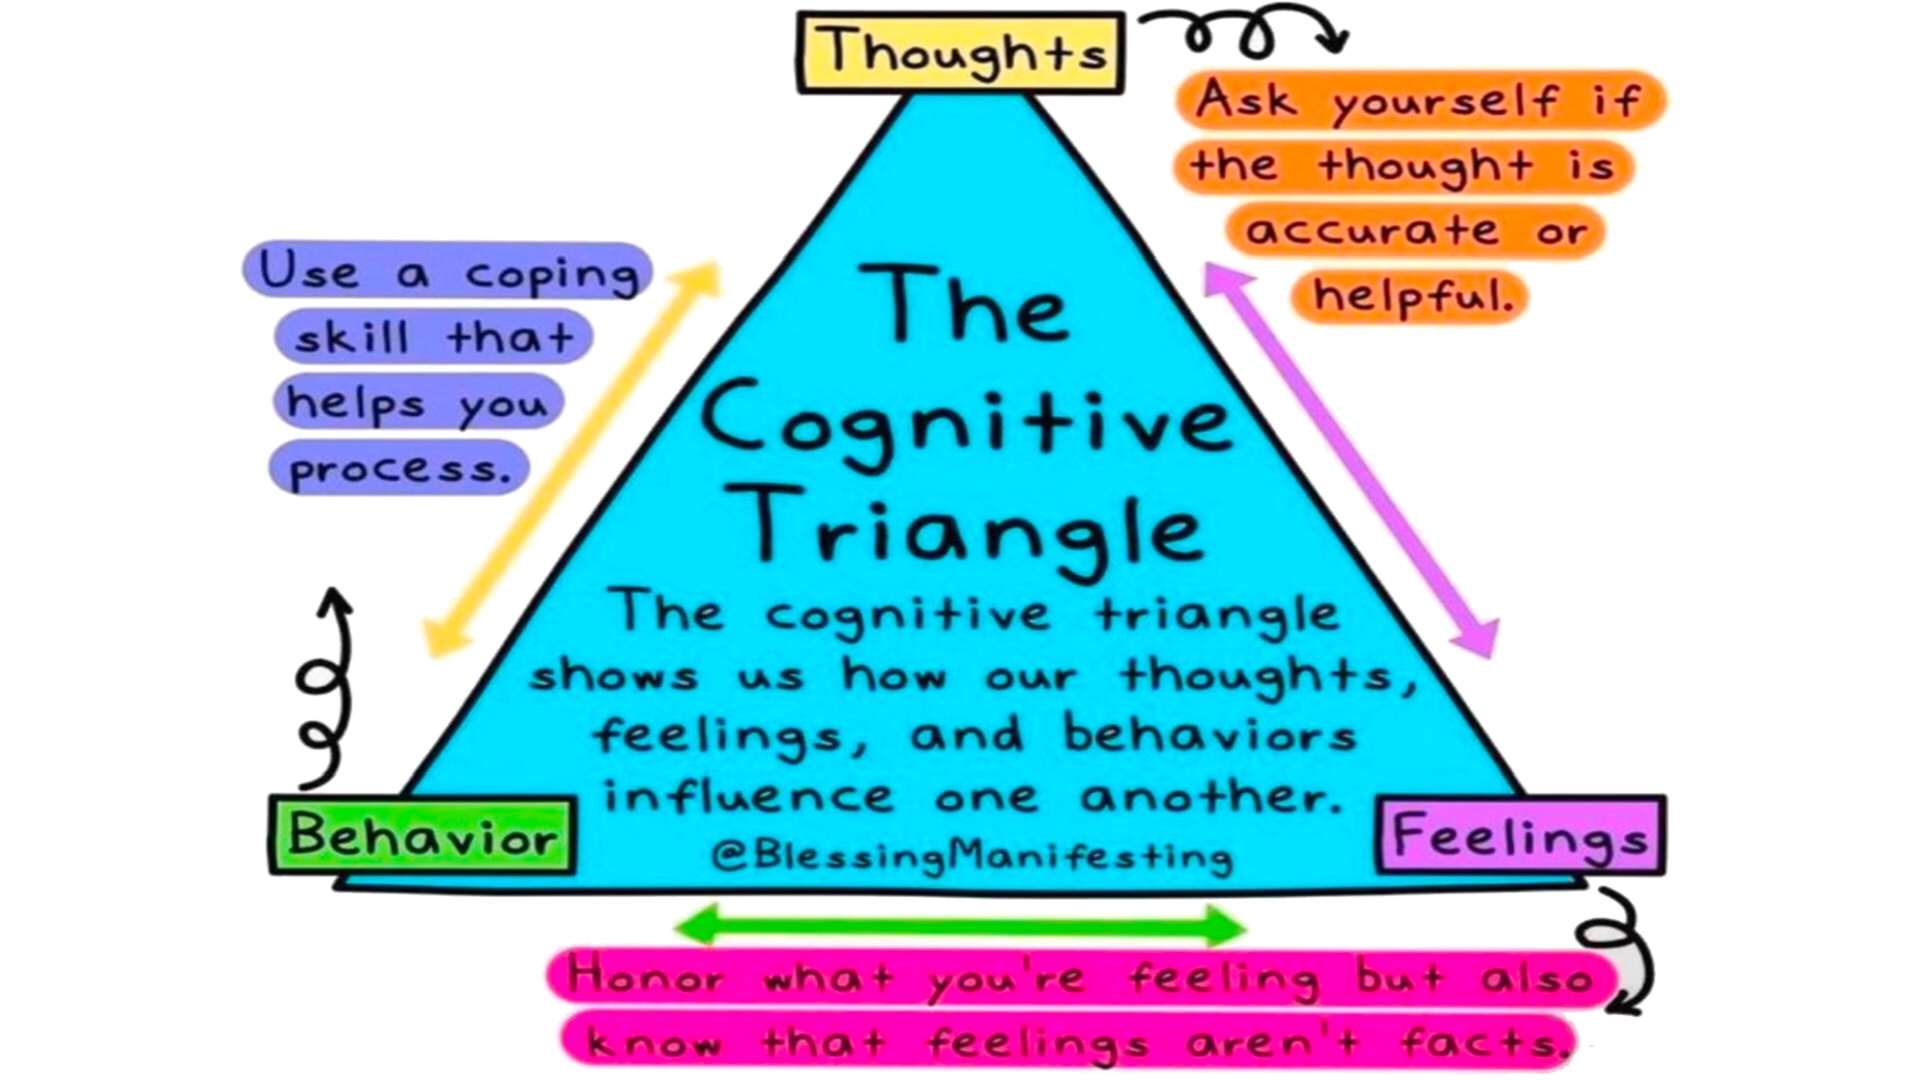 Thoughts
Ask yourself if
the thought is
accurate or
helpful.
Use a coping
skill that
helps you
process.
The
Cognitive
Triangle
The cognitive triangle
shows us how our thoughts,
feelings, and behaviors
influence one another.
@BlessingManifesting
Behavior
Feelings
Honor what you're feeling but also
know that feelings aren't facts.